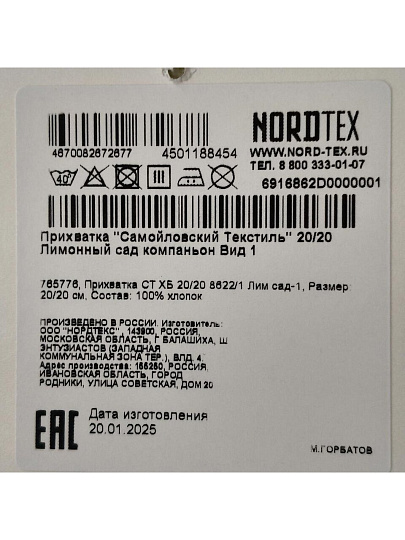 NORDTEX
4670082672677
4501188454
WWW.NORD-TEX.RU
ТЕЛ. 8 800 333-01-07
40
6916862D0000001
Прихватка "Самойловский Текстиль" 20/20
Лимонный сад компаньон Вид 1
765776, Прихватка СТ ХБ 20/20 8622/1 Лим сад-1, Размер:
20/20 см, Состав: 100% хлопок
ПРОИЗВЕДЕНО В РОССИИ. Изготовитель:
ООО "НОРДТЕКС" , 143900, РОССИЯ,
МОСКОВСКАЯ ОБЛАСТЬ, Г БАЛАШИХА, Ш
ЭНТУЗИАСТОВ (ЗАПАДНАЯ
КОММУНАЛЬНАЯ ЗОНА ТЕР.), ВЛД. 4.
Адрес производства: 155250, РОССИЯ,
ИВАНОВСКАЯ ОБЛАСТЬ, ГОРОД
РОДНИКИ, УЛИЦА СОВЕТСКАЯ, ДОМ 20
EAC
Дата изготовления
20.01.2025
М.ГОРБАТОВ